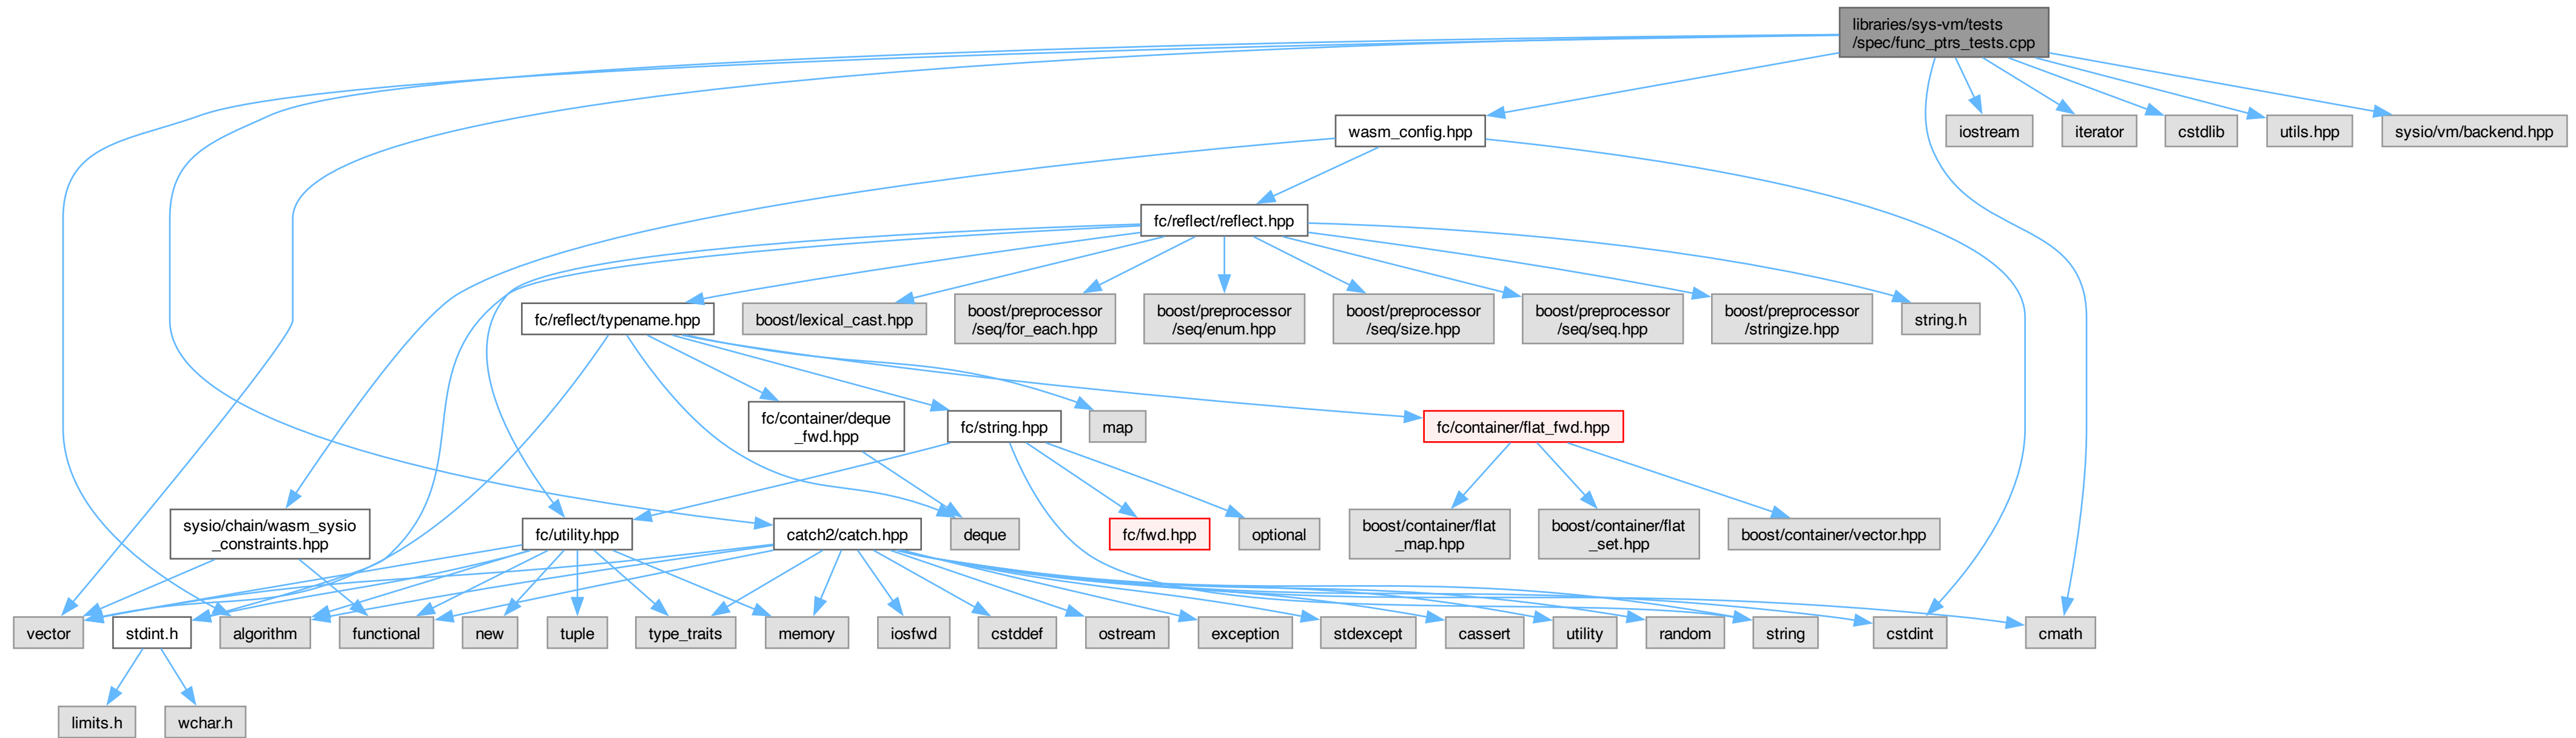 libraries/sys-vm/tests
/spec/func_ptrs_tests.cpp
wasm_config.hpp
iostream
iterator
cstdlib
utils.hpp
sysio/vm/backend.hpp
fc/reflect/reflect.hpp
fc/reflect/typename.hpp
boost/lexical_cast.hpp
boost/preprocessor
/seq/for_each.hpp
boost/preprocessor
/seq/enum.hpp
boost/preprocessor
/seq/size.hpp
boost/preprocessor
/seq/seq.hpp
boost/preprocessor
/stringize.hpp
string.h
fc/container/deque
_fwd.hpp
fc/string.hpp
map
fc/container/flat_fwd.hpp
sysio/chain/wasm_sysio
_constraints.hpp
fc/utility.hpp
catch2/catch.hpp
deque
fc/fwd.hpp
optional
boost/container/flat
_map.hpp
boost/container/flat
_set.hpp
boost/container/vector.hpp
vector
stdint.h
algorithm
functional
new
tuple
type_traits
memory
iosfwd
cstddef
ostream
exception
stdexcept
cassert
utility
random
string
cstdint
cmath
limits.h
wchar.h